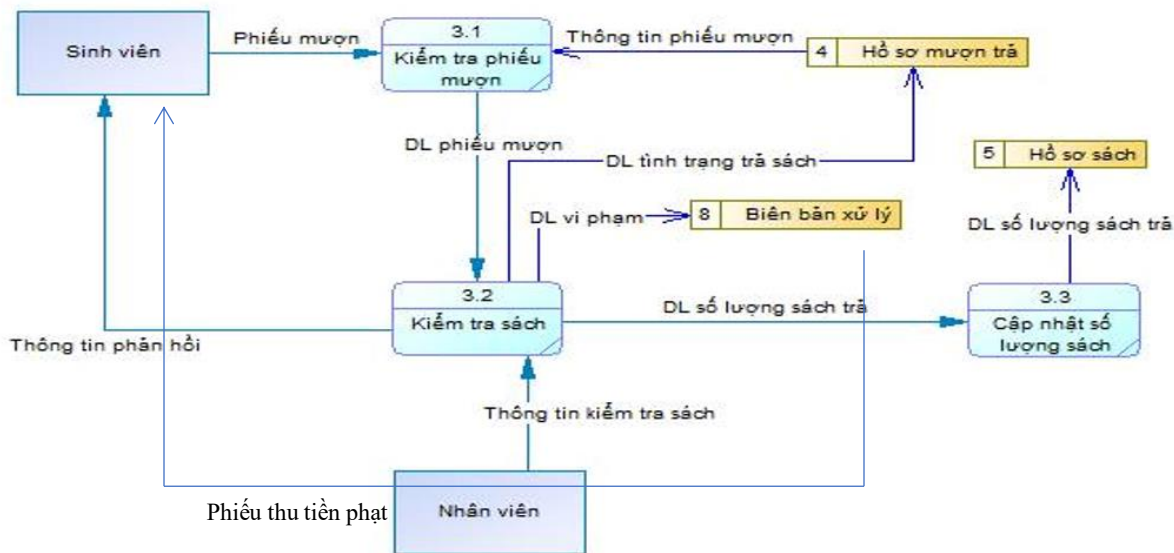 Sinh viên
Phiếu mượn
3.1
Kiểm tra phiếu
mượn
Thông tin phiếu mượn
4 Hồ sơ mượn trả
DL phiếu mượn
DL tình trạng trả sách
5 Hồ sơ sách
DL vi phạm
8 Biên bản xử lý
DL số lượng sách trả
3.2
Kiểm tra sách
DL số lượng sách trả
3.3
Cập nhật số
lượng sách
Thông tin phản hồi
Thông tin kiểm tra sách
Phiếu thu tiền phạt
Nhân viên